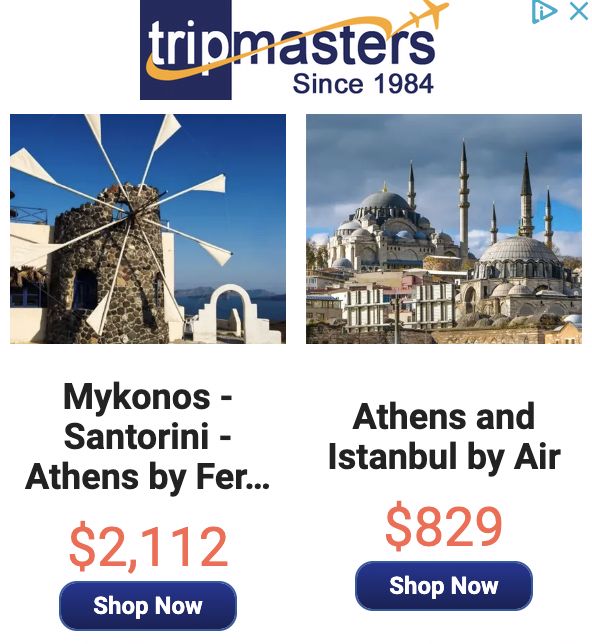 tripmasters
Since 1984
Mykonos -
Santorini -
Athens by Fer...
$2,112
Shop Now
Athens and
Istanbul by Air
$829
Shop Now